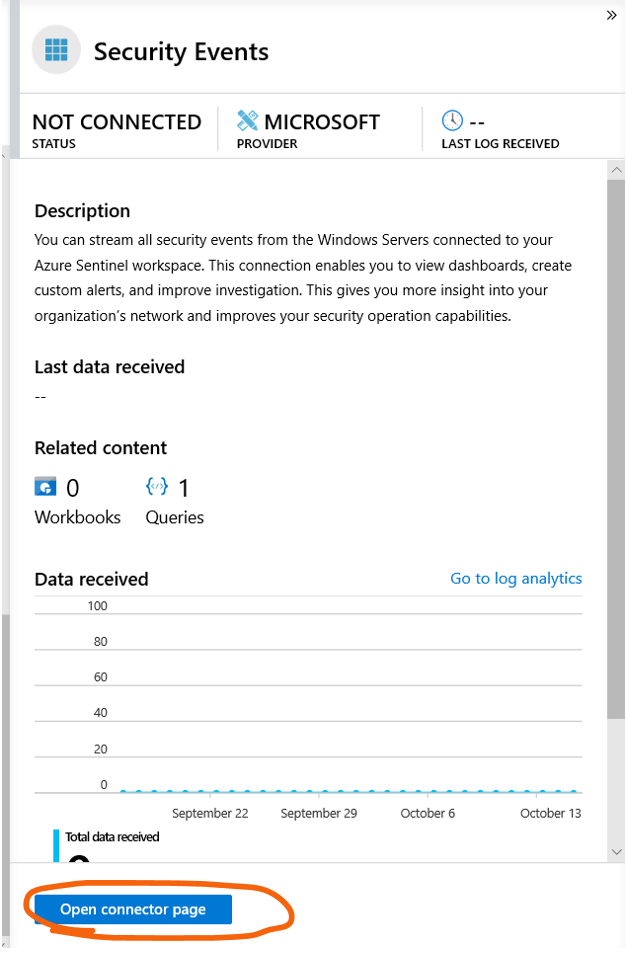 »
Security Events
NOT CONNECTED
STATUS
MICROSOFT
PROVIDER
--
LAST LOG RECEIVED
Description
You can stream all security events from the Windows Servers connected to your
Azure Sentinel workspace. This connection enables you to view dashboards, create
custom alerts, and improve investigation. This gives you more insight into your
organization's network and improves your security operation capabilities.
Last data received
--
Related content
0
Workbooks
1
Queries
Data received
Go to log analytics
100
80
60
40
20
0
September 22 September 29 October 6 October 13
Total data received
Open connector page